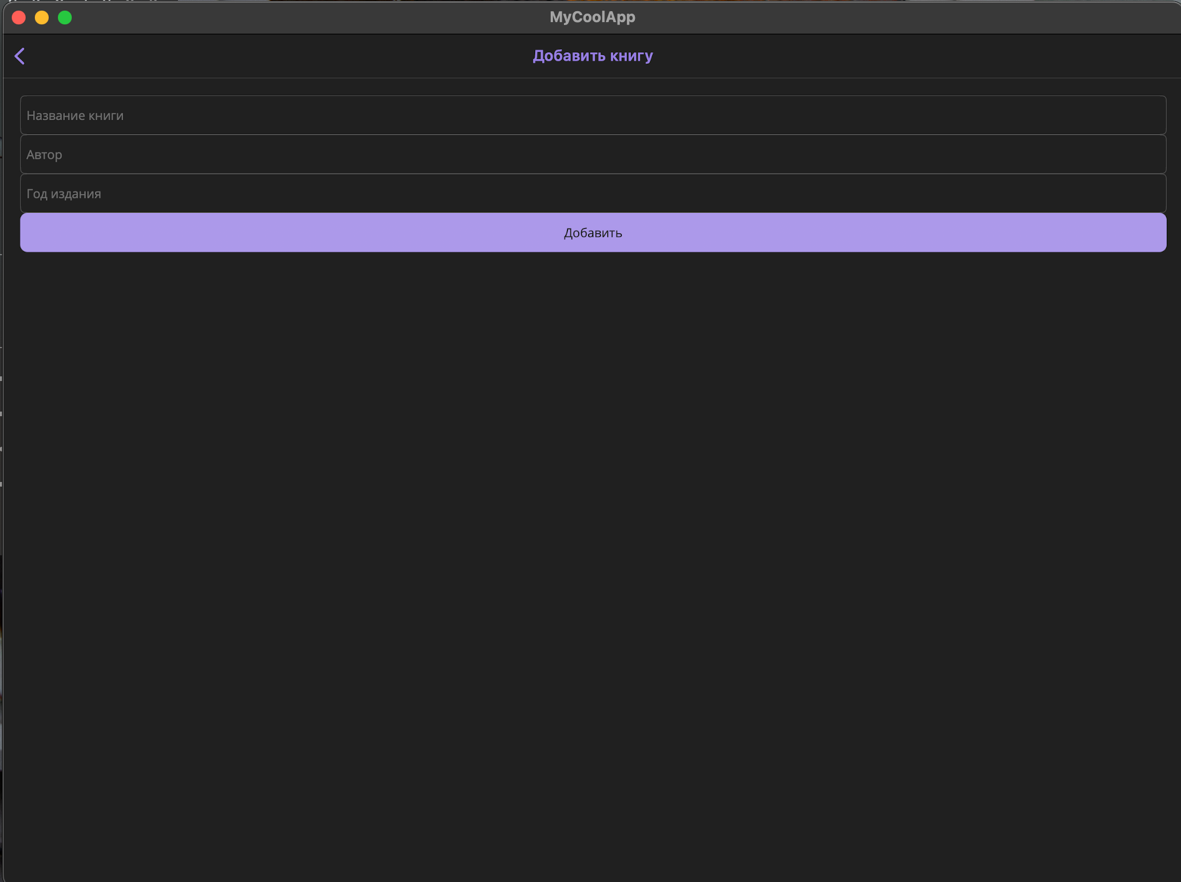 MyCoolApp
Добавить книгу
Название книги
Автор
Год издания
Добавить